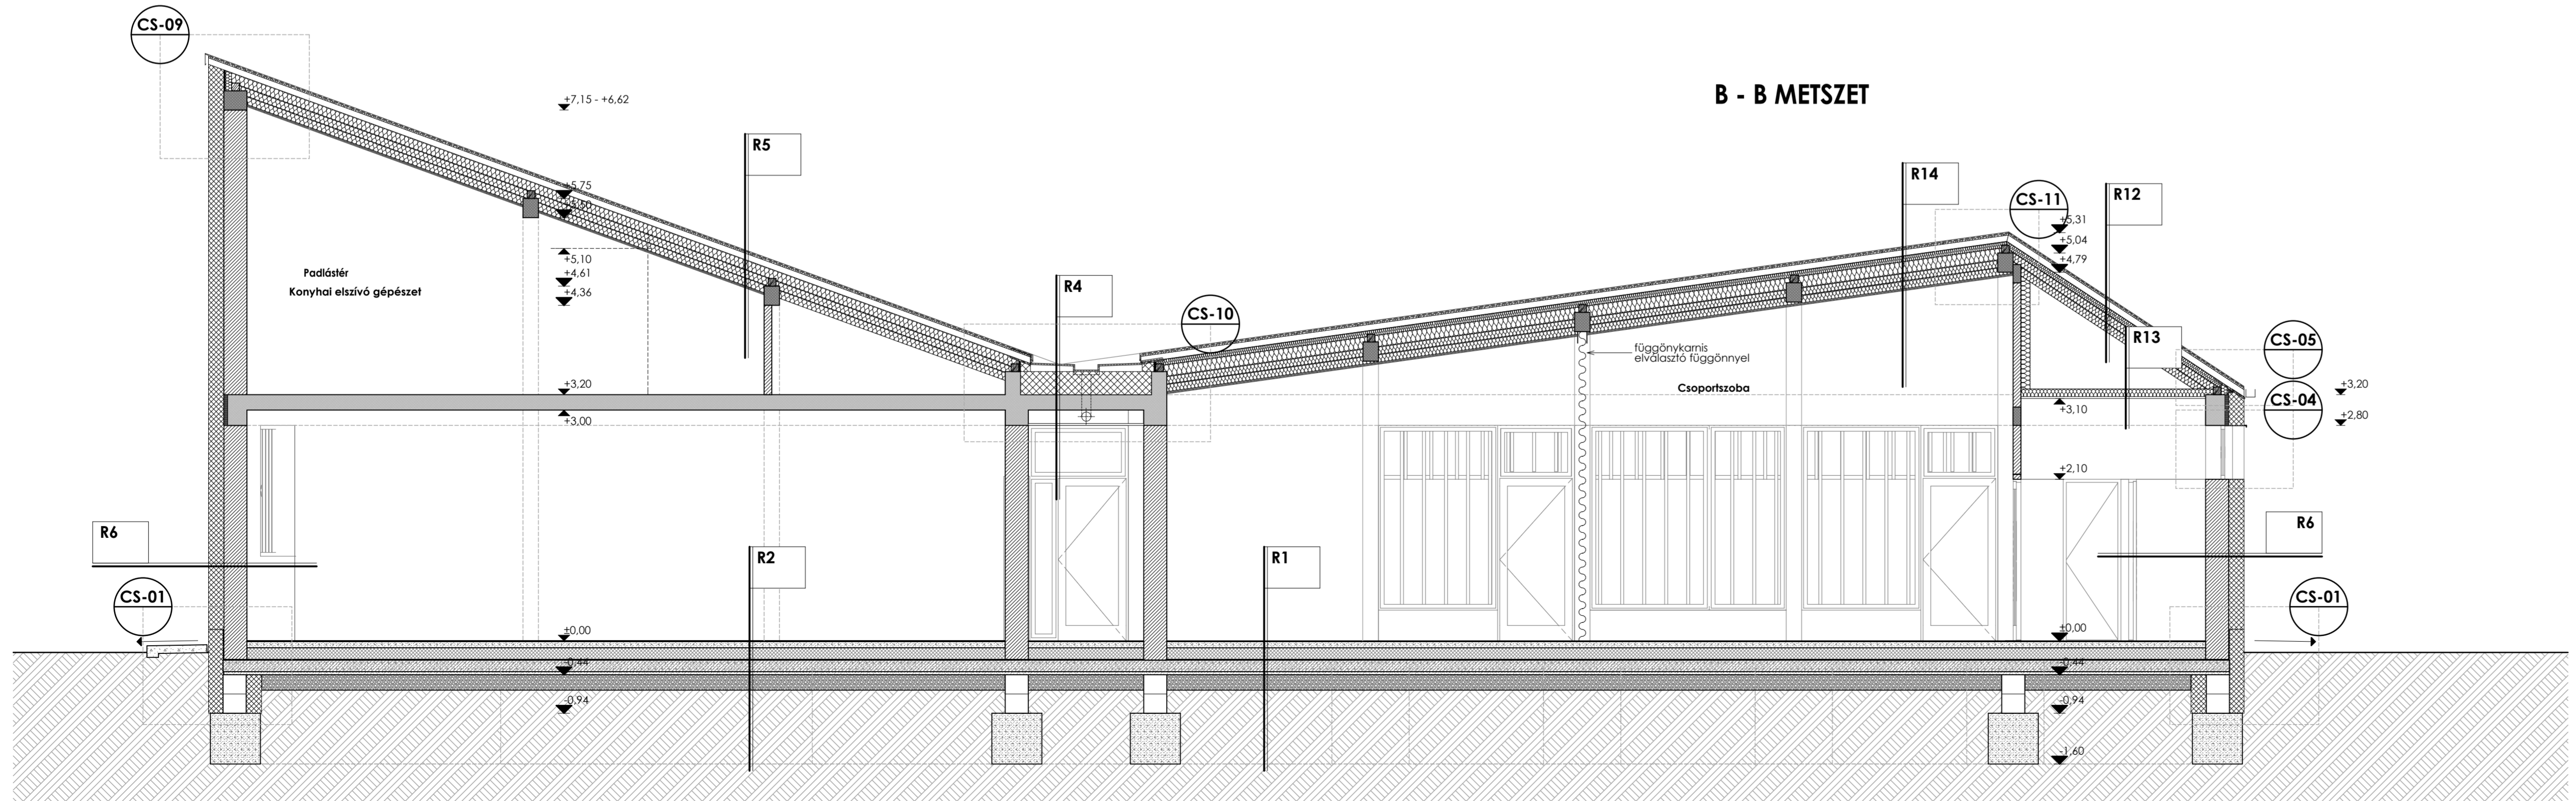 CS-09
B - B METSZET
+7,15 - +6,62
R5
R14
CS-11
R12
+5,75
+5,50
+5,31
+5,04
+4,79
+5,10
Padlástér
+4,61
Konyhai elszívó gépészet
+4,36
R4
CS-10
R13
CS-05
függönykarnis
elválasztó függönnyel
Csoportszoba
+3,20
+3,20
CS-04
+3,10
+2,80
+3,00
+2,10
R6
R6
R2
R1
CS-01
CS-01
±0,00
±0,00
-0,44
-0,44
-0,94
-0,94
-1,60